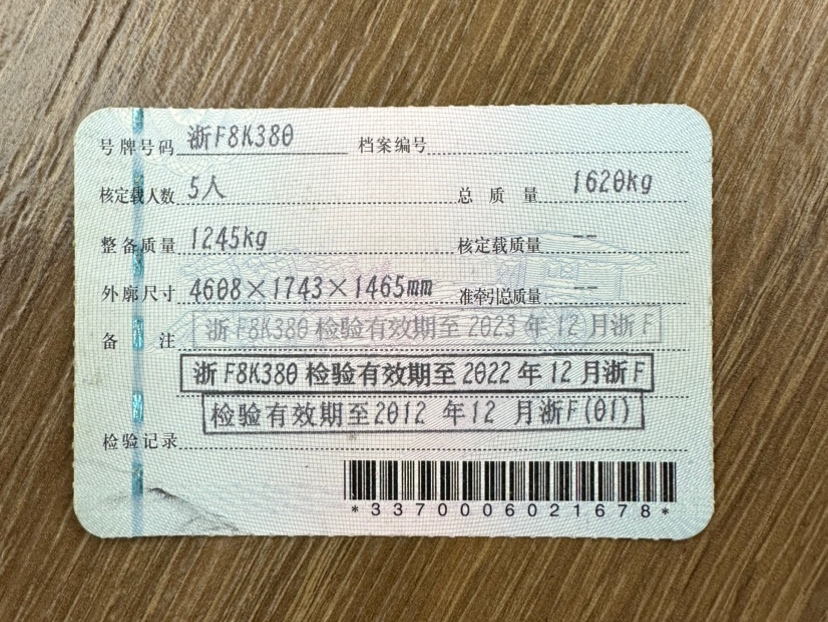 号牌号码 浙F8K380 档案编号
核定载人数 5人 总质量 1620kg
整备质量 1245kg 核定载质量 --
外廓尺寸 4608×1743×1465mm 准牵引总质量 --
备注 浙F8K380检验有效期至2023年12月浙F
浙F8K380检验有效期至2022年12月浙F
检验有效期至2012 年12 月浙F(01)
检验记录
*3370006021678*